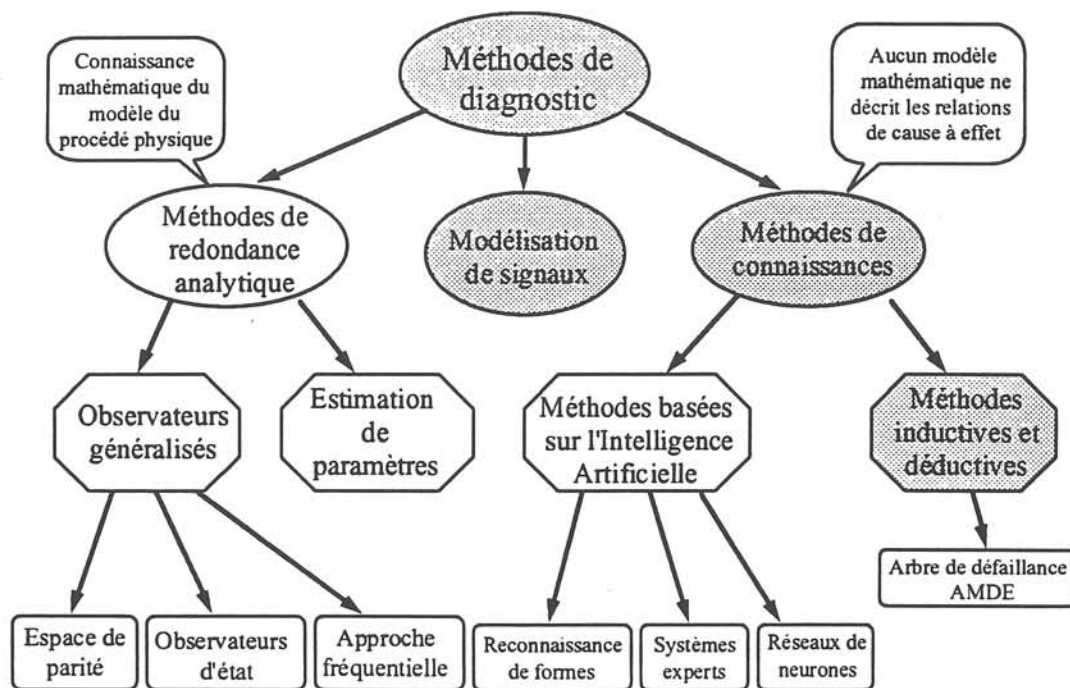 Connaissance
mathématique du
modèle du
procédé physique
Méthodes de
diagnostic
Aucun modèle
mathématique ne
décrit les relations
de cause à effet
Méthodes de
redondance
analytique
Modélisation
de signaux
Méthodes de
connaissances
Observateurs
généralisés
Estimation
de
paramètres
Méthodes basées
sur l'Intelligence
Artificielle
Méthodes
inductives et
déductives
Arbre de défaillance
AMDE
Espace de
parité
Observateurs
d'état
Approche
fréquentielle
Reconnaissance
de formes
Systèmes
experts
Réseaux de
neurones